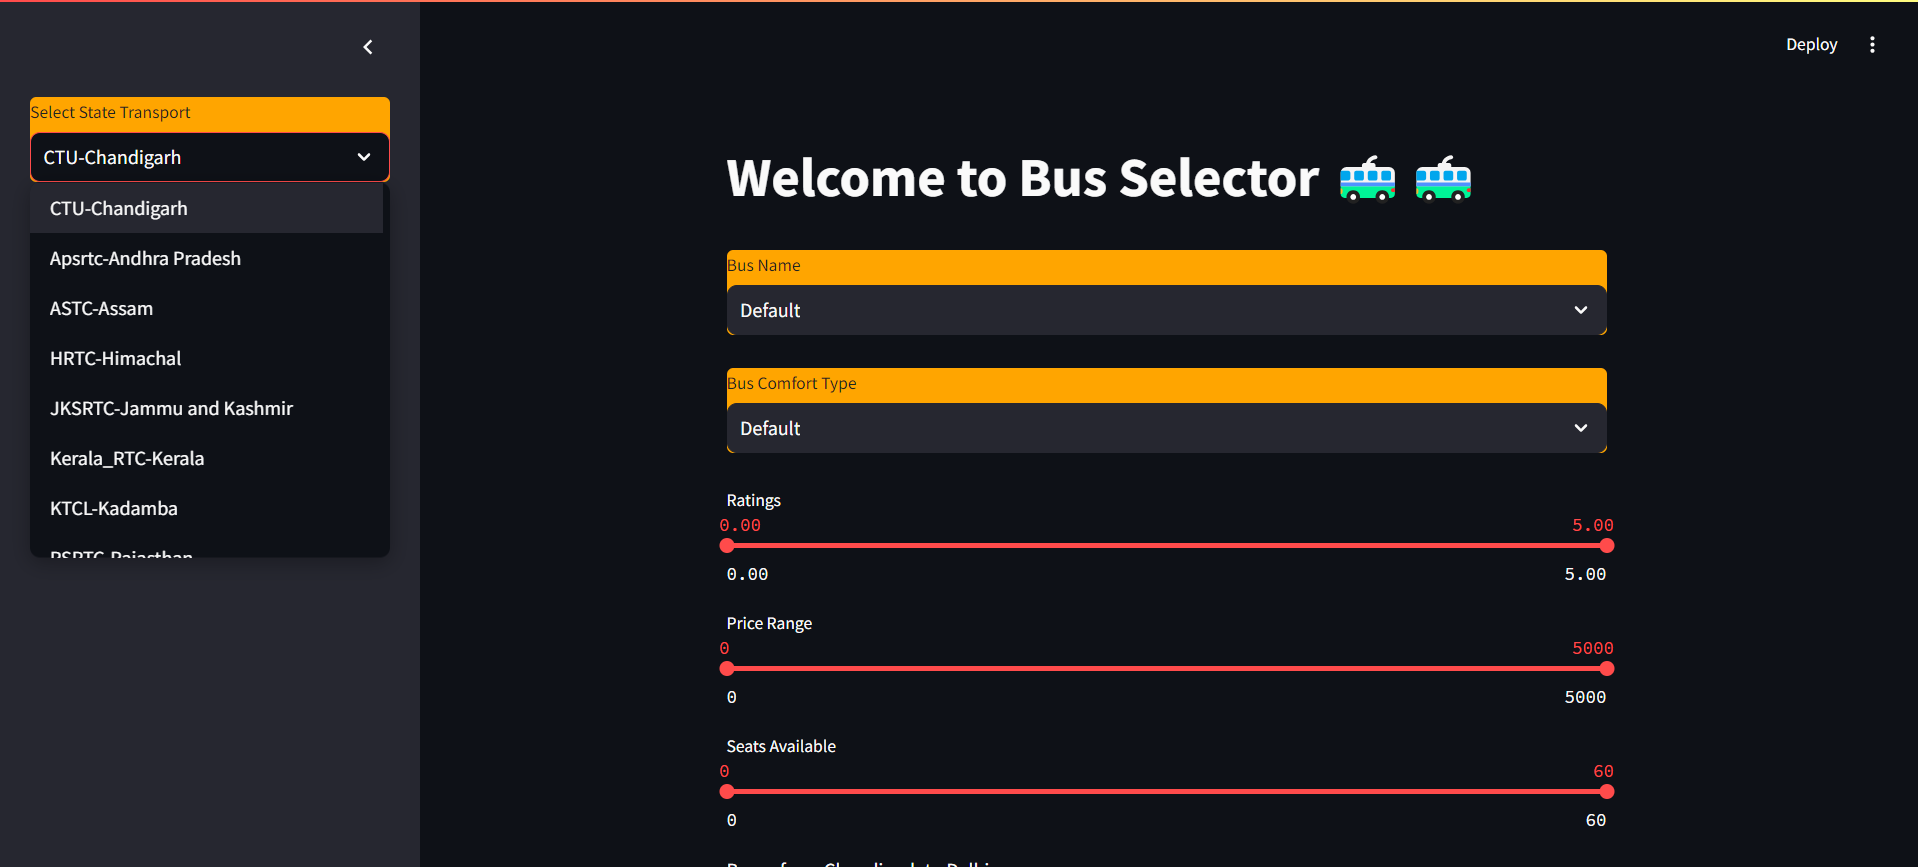 Deploy
Select State Transport
CTU-Chandigarh
CTU-Chandigarh
Apsrtc-Andhra Pradesh
ASTC-Assam
HRTC-Himachal
JKSRTC-Jammu and Kashmir
Kerala_RTC-Kerala
KTCL-Kadamba
RSRTC-Rajasthan
Welcome to Bus Selector
Bus Name
Default
Bus Comfort Type
Default
Ratings
0.00 5.00
0.00 5.00
Price Range
0 5000
0 5000
Seats Available
0 60
0 60